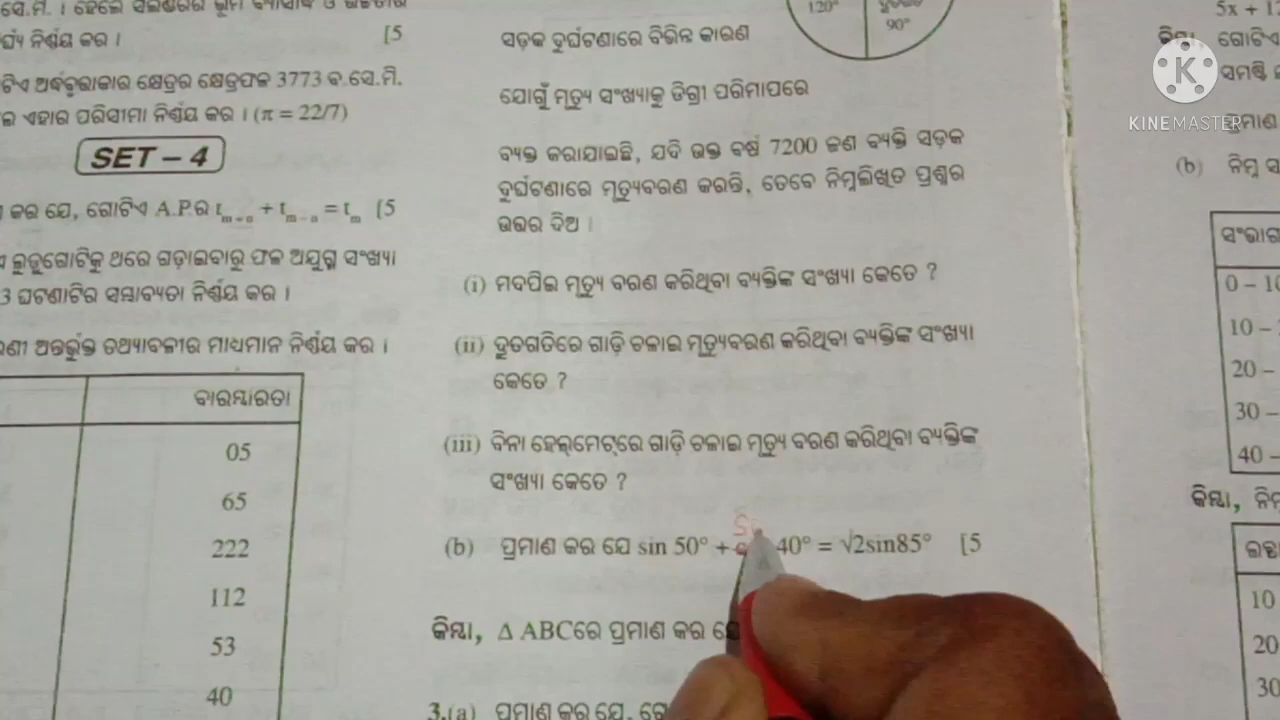 ସେ.ମି. । ହେଲେ
ନିର୍ଣ୍ଣୟ କର । [5
ଅର୍ଦ୍ଧବୃତ୍ତାକାର କ୍ଷେତ୍ରର କ୍ଷେତ୍ରଫଳ 3773 ବ.ସେ.ମି.
ଏହାର ପରିସୀମା ନିର୍ଣ୍ଣୟ କର । (π = 22/7)
SET – 4
କର ଯେ, ଗୋଟିଏ A.P.ର t m+n + t m–n = t m [5
ଲୁଡୁଗୋଟିକୁ ଥରେ ଗଡ଼ାଇବାରୁ ଫଳ ଅଯୁଗ୍ମ ସଂଖ୍ୟା
3 ଘଟଣାଟିର ସମ୍ଭାବ୍ୟତା ନିର୍ଣ୍ଣୟ କର ।
ଅନ୍ତର୍ଭୁକ୍ତ ତଥ୍ୟାବଳୀର ମାଧ୍ୟମାନ ନିର୍ଣ୍ଣୟ କର ।
ବାରମ୍ବାରତା
05
65
222
112
53
40
120°
90°
ସଡ଼କ ଦୁର୍ଘଟଣାରେ ବିଭିନ୍ନ କାରଣ
ଯୋଗୁଁ ମୃତ୍ୟୁ ସଂଖ୍ୟାକୁ ଡିଗ୍ରୀ ପରିମାପରେ
ବ୍ୟକ୍ତ କରାଯାଇଛି, ଯଦି ଉକ୍ତ ବର୍ଷ 7200 ଜଣ ବ୍ୟକ୍ତି ସଡ଼କ
ଦୁର୍ଘଟଣାରେ ମୃତ୍ୟୁବରଣ କରନ୍ତି, ତେବେ ନିମ୍ନଲିଖିତ ପ୍ରଶ୍ନର
ଉତ୍ତର ଦିଅ ।
(i) ମଦପିଇ ମୃତ୍ୟୁ ବରଣ କରିଥିବା ବ୍ୟକ୍ତିଙ୍କ ସଂଖ୍ୟା କେତେ ?
(ii) ଦ୍ରୁତଗତିରେ ଗାଡ଼ି ଚଳାଇ ମୃତ୍ୟୁବରଣ କରିଥିବା ବ୍ୟକ୍ତିଙ୍କ ସଂଖ୍ୟା
କେତେ ?
(iii) ବିନା ହେଲ୍‌ମେଟ୍‌ରେ ଗାଡ଼ି ଚଳାଇ ମୃତ୍ୟୁ ବରଣ କରିଥିବା ବ୍ୟକ୍ତିଙ୍କ
ସଂଖ୍ୟା କେତେ ?
(b) ପ୍ରମାଣ କର ଯେ sin 50° + 40° = √2sin85° [5
କିମ୍ବା, Δ ABCରେ ପ୍ରମାଣ କର
3.(a) ପ୍ରମାଣ କର ଯେ,
5x +
କିମ୍ବା, ଗୋଟିଏ
ସମଷ୍ଟି
(b) ନିମ୍ନ
ସଂଭାଗ
0 –
10 –
20 –
30 –
40 –
କିମ୍ବା,
10
20
30
K
KINEMASTER